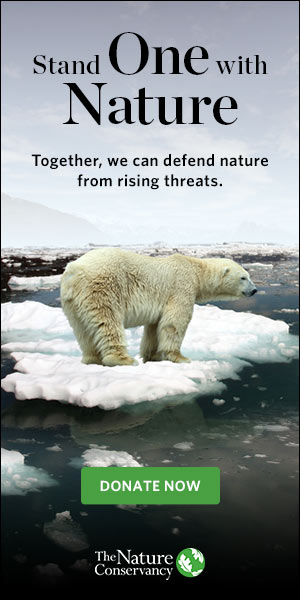 Stand One with
Nature
Together, we can defend nature
from rising threats.
DONATE NOW
The Nature
Conservancy